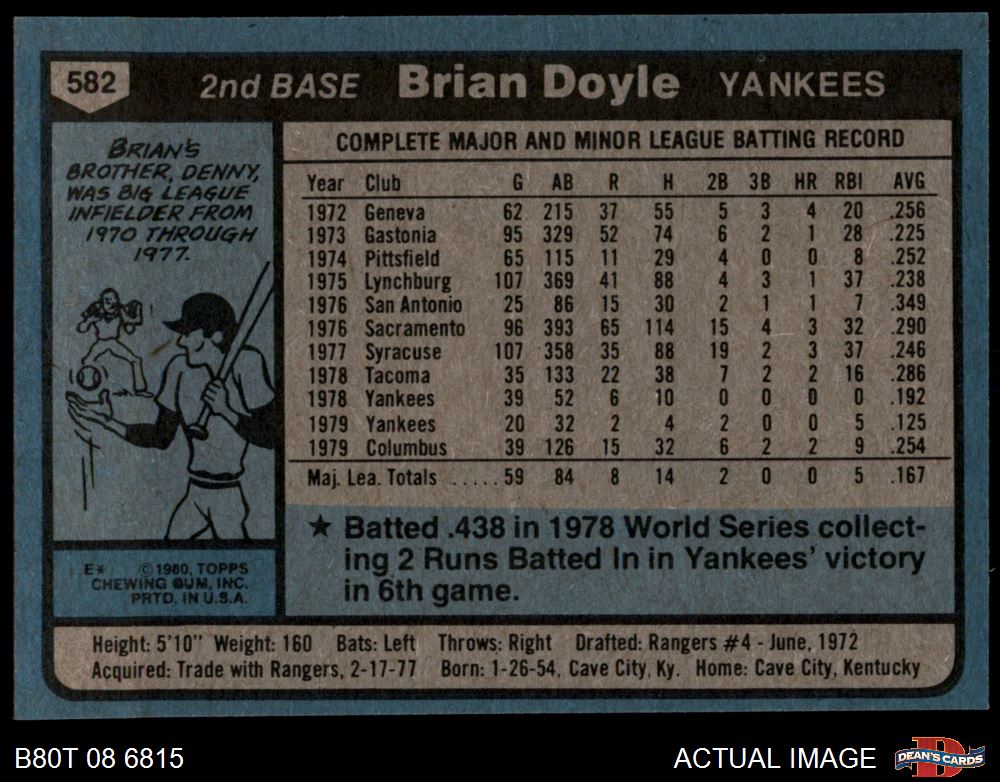 582 2nd BASE Brian Doyle YANKEES
BRIAN'S
BROTHER, DENNY,
WAS BIG LEAGUE
INFIELDER FROM
1970 THROUGH
1977.
COMPLETE MAJOR AND MINOR LEAGUE BATTING RECORD
Year Club G AB R H 2B 3B HR RBI AVG
1972 Geneva 62 215 37 55 5 3 4 20 .256
1973 Gastonia 95 329 52 74 6 2 1 28 .225
1974 Pittsfield 65 115 11 29 4 0 0 8 .252
1975 Lynchburg 107 369 41 88 4 3 1 37 .238
1976 San Antonio 25 86 15 30 2 1 1 7 .349
1976 Sacramento 96 393 65 114 15 4 3 32 .290
1977 Syracuse 107 358 35 88 19 2 3 37 .246
1978 Tacoma 35 133 22 38 7 2 2 16 .286
1978 Yankees 39 52 6 10 0 0 0 0 .192
1979 Yankees 20 32 2 4 2 0 0 5 .125
1979 Columbus 39 126 15 32 6 2 2 9 .254
Maj. Lea. Totals .....59 84 8 14 2 0 0 5 .167
★ Batted .438 in 1978 World Series collect-
ing 2 Runs Batted In in Yankees' victory
in 6th game.
E* © 1980, TOPPS
CHEWING GUM, INC.
PRTD. IN U.S.A.
Height: 5'10" Weight: 160 Bats: Left Throws: Right Drafted: Rangers #4 - June, 1972
Acquired: Trade with Rangers, 2-17-77 Born: 1-26-54, Cave City, Ky. Home: Cave City, Kentucky
B80T 08 6815 ACTUAL IMAGE D DEAN'S CARDS